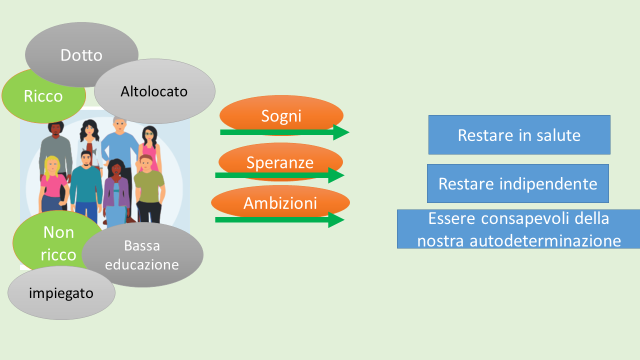 Dotto
Ricco
Altolocato
Non
ricco
Bassa
educazione
impiegato
Sogni
Speranze
Ambizioni
Restare in salute
Restare indipendente
Essere consapevoli della
nostra autodeterminazione